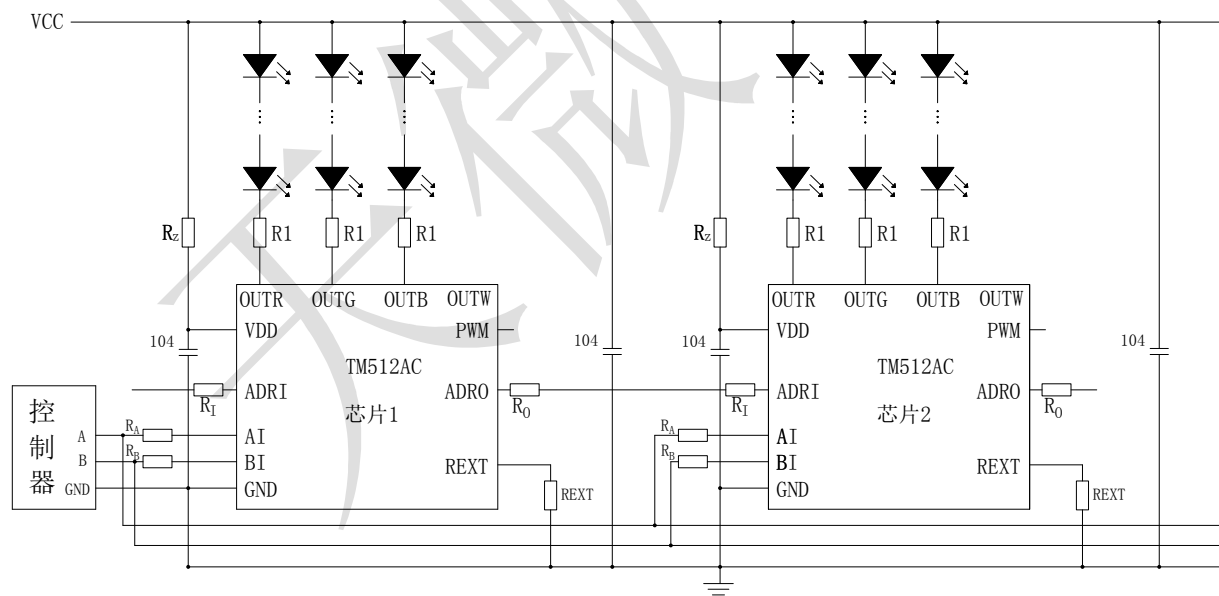 VCC
Rz R1 R1 R1 Rz R1 R1 R1
OUTR OUTG OUTB OUTW OUTR OUTG OUTB OUTW
VDD PWM VDD PWM
104 104 104 104
TM512AC TM512AC
ADRI ADRO ADRI ADRO
RI RO RI RO
芯片1 芯片2
控制器
A RA AI RA AI
B RB BI RB BI
REXT REXT
GND GND GND
REXT REXT
天微